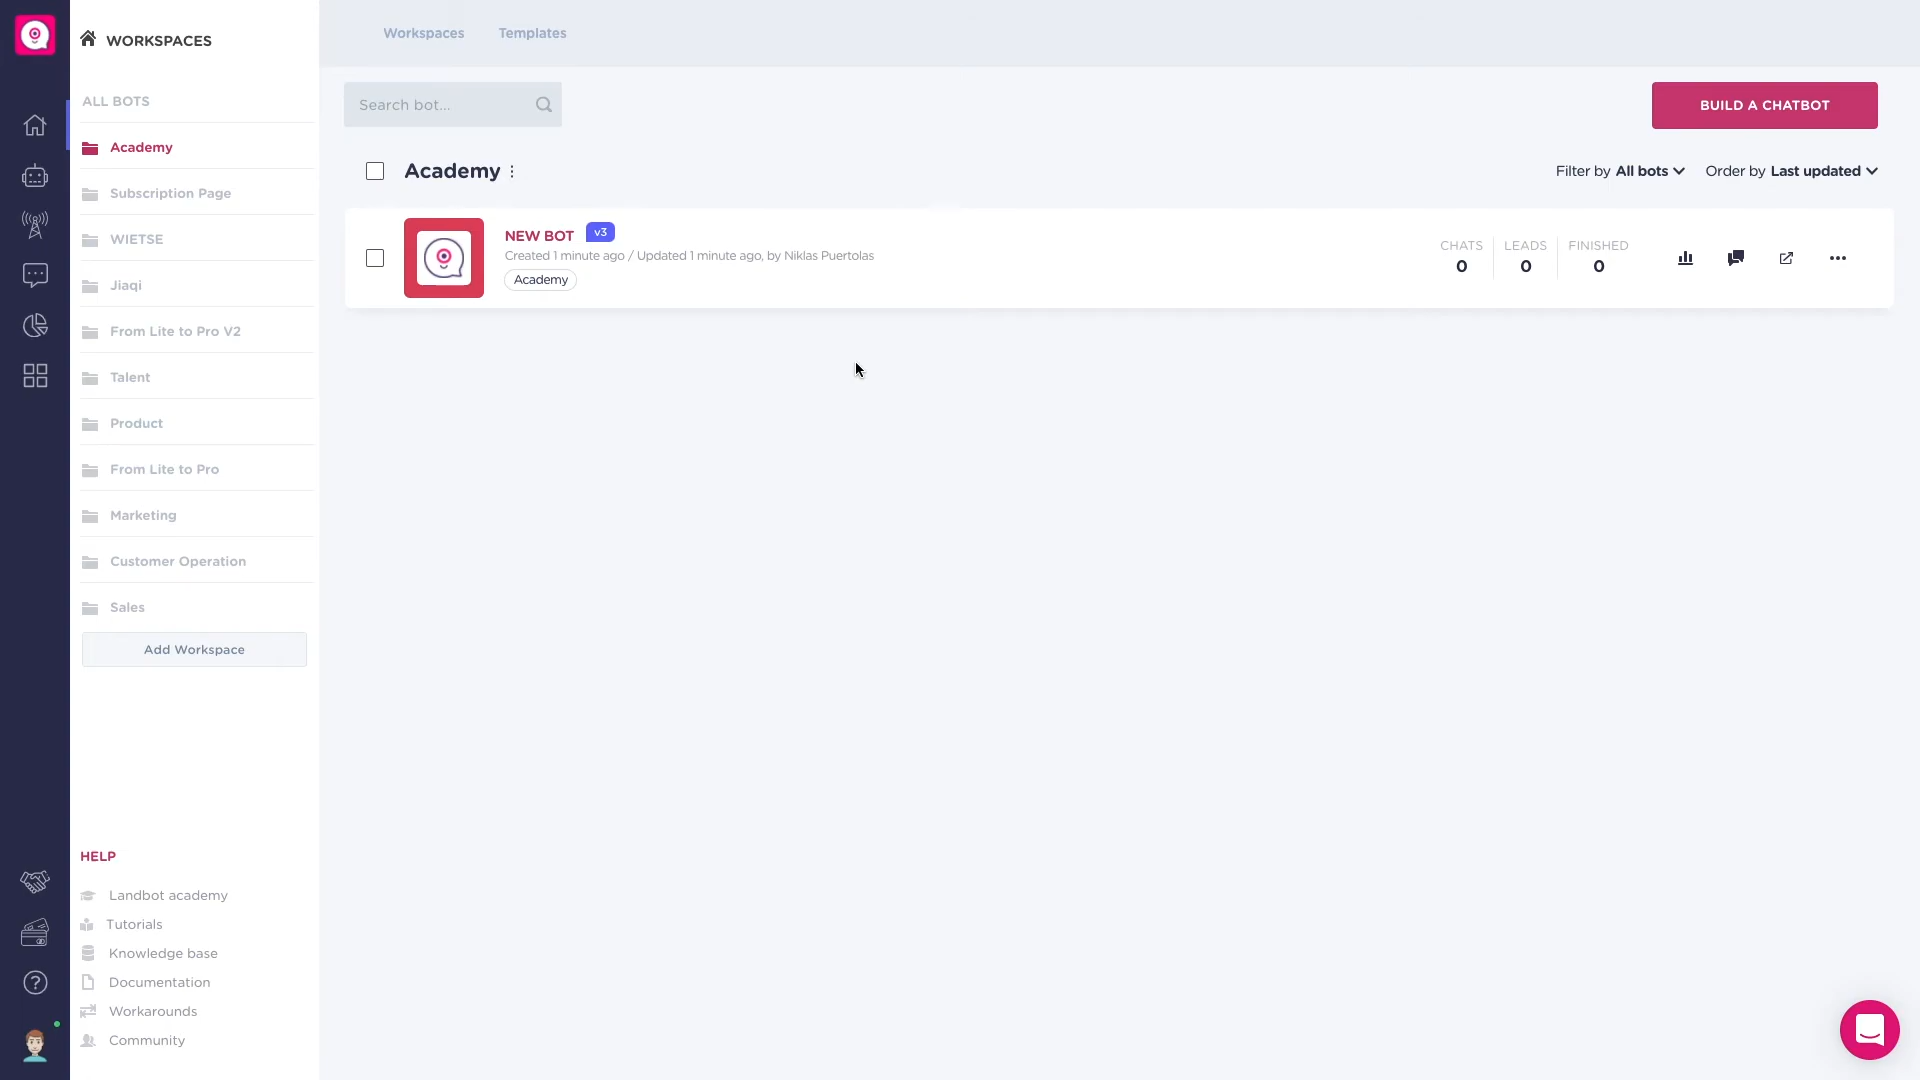 WORKSPACES
ALL BOTS
Academy
Subscription Page
WIETSE
Jiaqi
From Lite to Pro V2
Talent
Product
From Lite to Pro
Marketing
Customer Operation
Sales
Add Workspace
HELP
Landbot academy
Tutorials
Knowledge base
Documentation
Workarounds
Community
Workspaces Templates
Search bot...
BUILD A CHATBOT
Academy
Filter by All bots Order by Last updated
NEW BOT v3
Created 1 minute ago / Updated 1 minute ago, by Niklas Puertolas
Academy
CHATS LEADS FINISHED
0 0 0